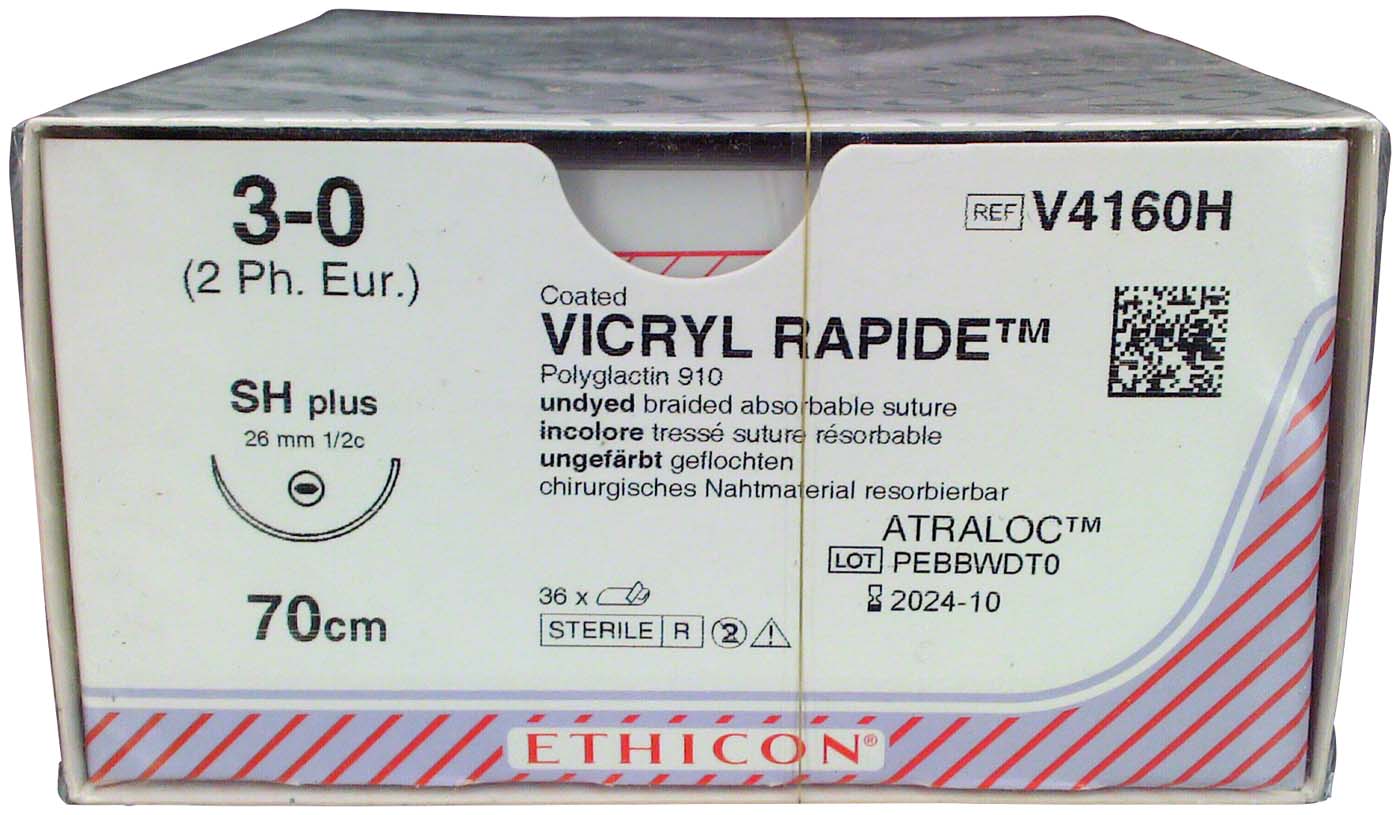 3-0
(2 Ph. Eur.)
SH plus
26 mm 1/2c
70cm
REF V4160H
Coated
VICRYL RAPIDE™
Polyglactin 910
undyed braided absorbable suture
incolore tressé suture résorbable
ungefärbt geflochten
chirurgisches Nahtmaterial resorbierbar
ATRALOC™
LOT PEBBWDT0
2024-10
36 x
STERILE R 2
ETHICON®